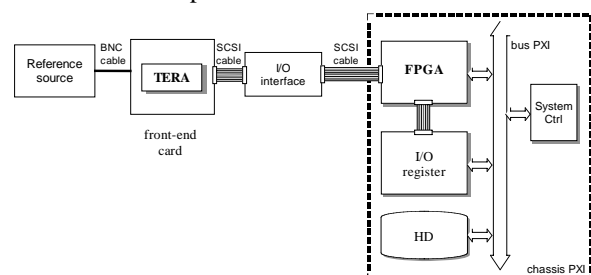 Reference
source
BNC
cable
TERA
front-end
card
SCSI
cable
I/O
interface
SCSI
cable
FPGA
I/O
register
HD
bus PXI
System
Ctrl
chassis PXI